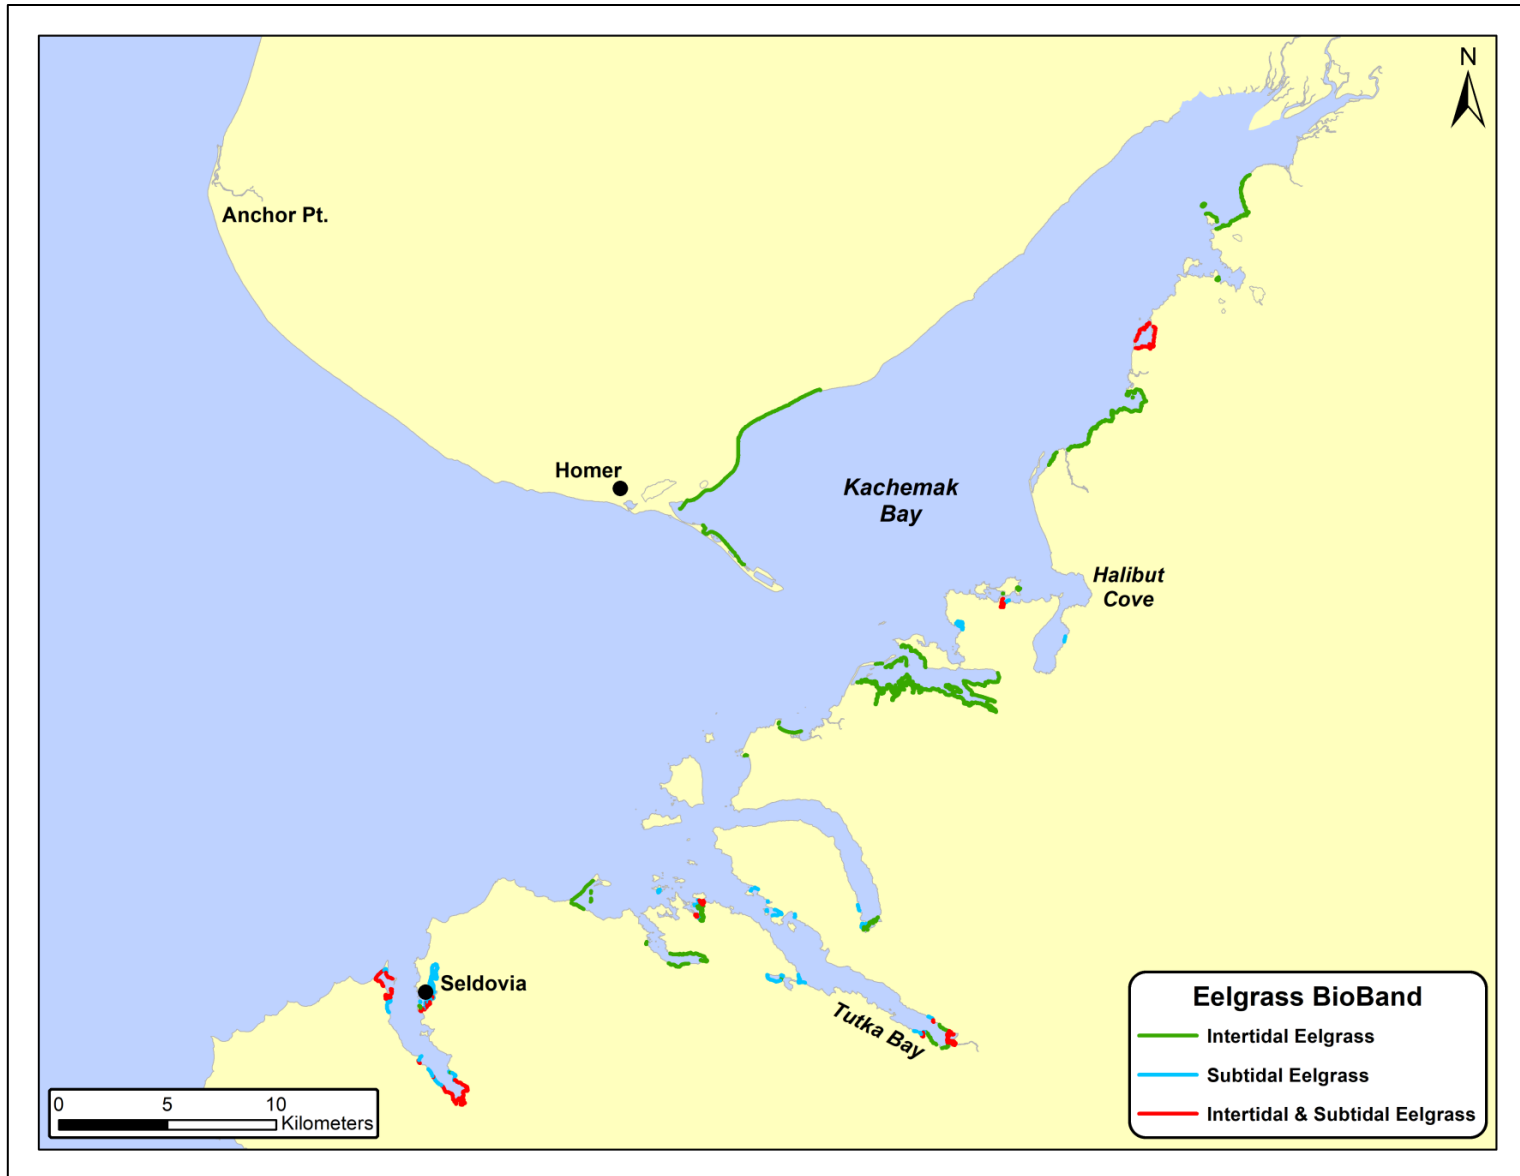 N
Anchor Pt.
Homer
Kachemak
Bay
Halibut
Cove
Seldovia
Tutka Bay
Eelgrass BioBand
Intertidal Eelgrass
Subtidal Eelgrass
Intertidal & Subtidal Eelgrass
0 5 10
Kilometers